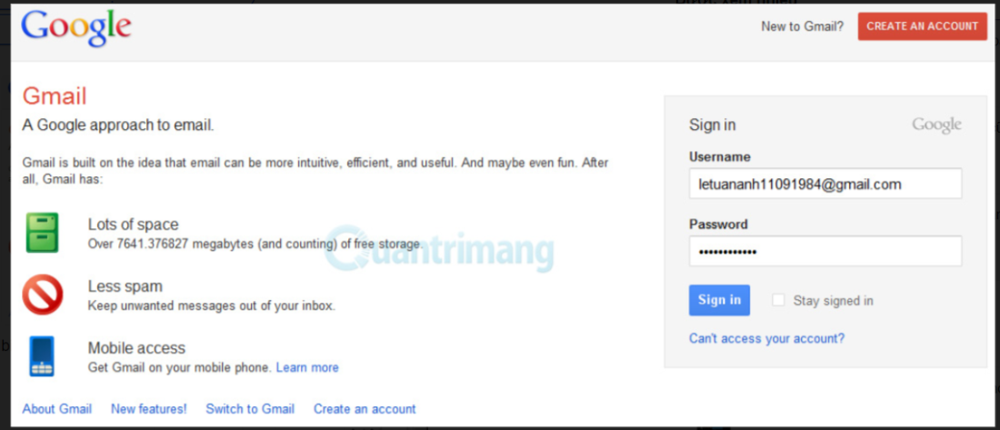 Google
New to Gmail? CREATE AN ACCOUNT
Gmail
A Google approach to email.
Gmail is built on the idea that email can be more intuitive, efficient, and useful. And maybe even fun. After
all, Gmail has:
Lots of space
Over 7641.376827 megabytes (and counting) of free storage.
Less spam
Keep unwanted messages out of your inbox.
Mobile access
Get Gmail on your mobile phone. Learn more
About Gmail New features! Switch to Gmail Create an account
Sign in Google
Username
letuananh11091984@gmail.com
Password
••••••••••••
Sign in Stay signed in
Can't access your account?
Quantrimang